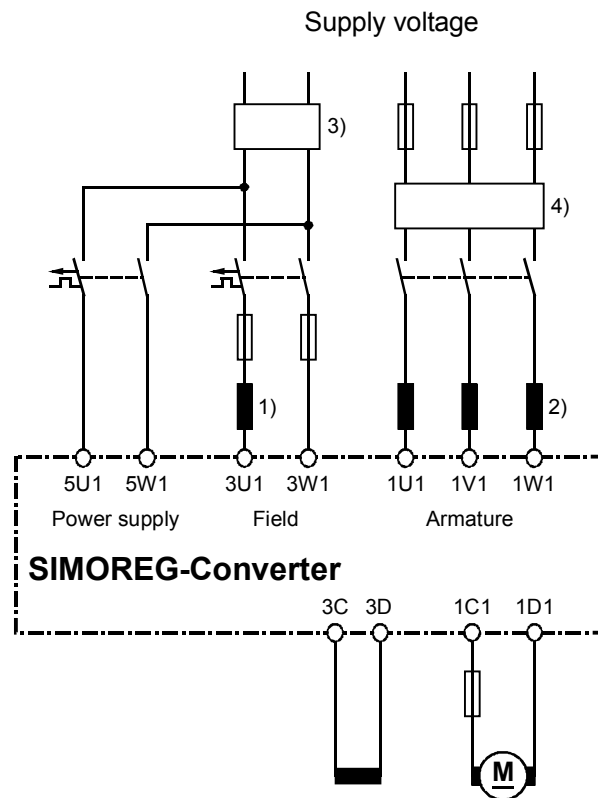 Supply voltage
3)
4)
1)
2)
5U1 5W1 3U1 3W1 1U1 1V1 1W1
Power supply Field Armature
SIMOREG-Converter
3C 3D 1C1 1D1
M